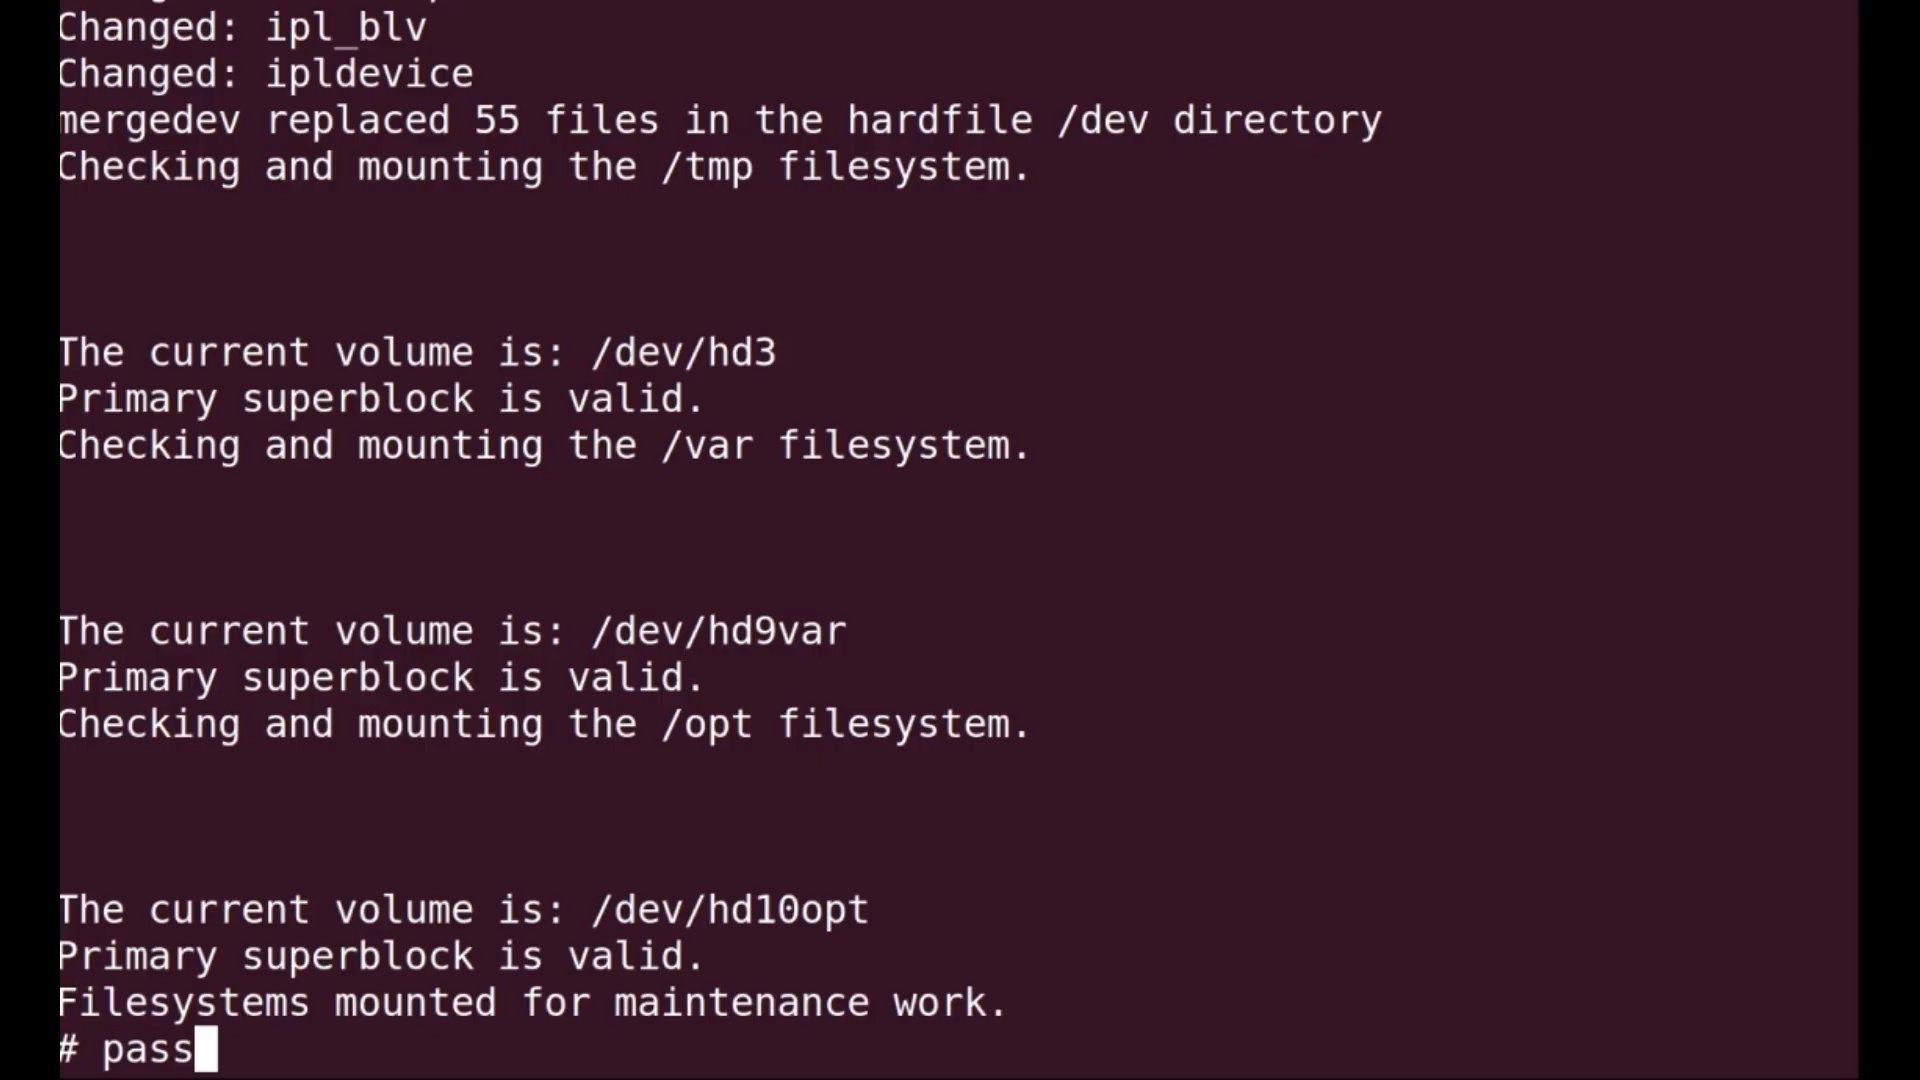 Changed: ipl_blv
Changed: ipldevice
mergedev replaced 55 files in the hardfile /dev directory
Checking and mounting the /tmp filesystem.
The current volume is: /dev/hd3
Primary superblock is valid.
Checking and mounting the /var filesystem.
The current volume is: /dev/hd9var
Primary superblock is valid.
Checking and mounting the /opt filesystem.
The current volume is: /dev/hd10opt
Primary superblock is valid.
Filesystems mounted for maintenance work.
# pass